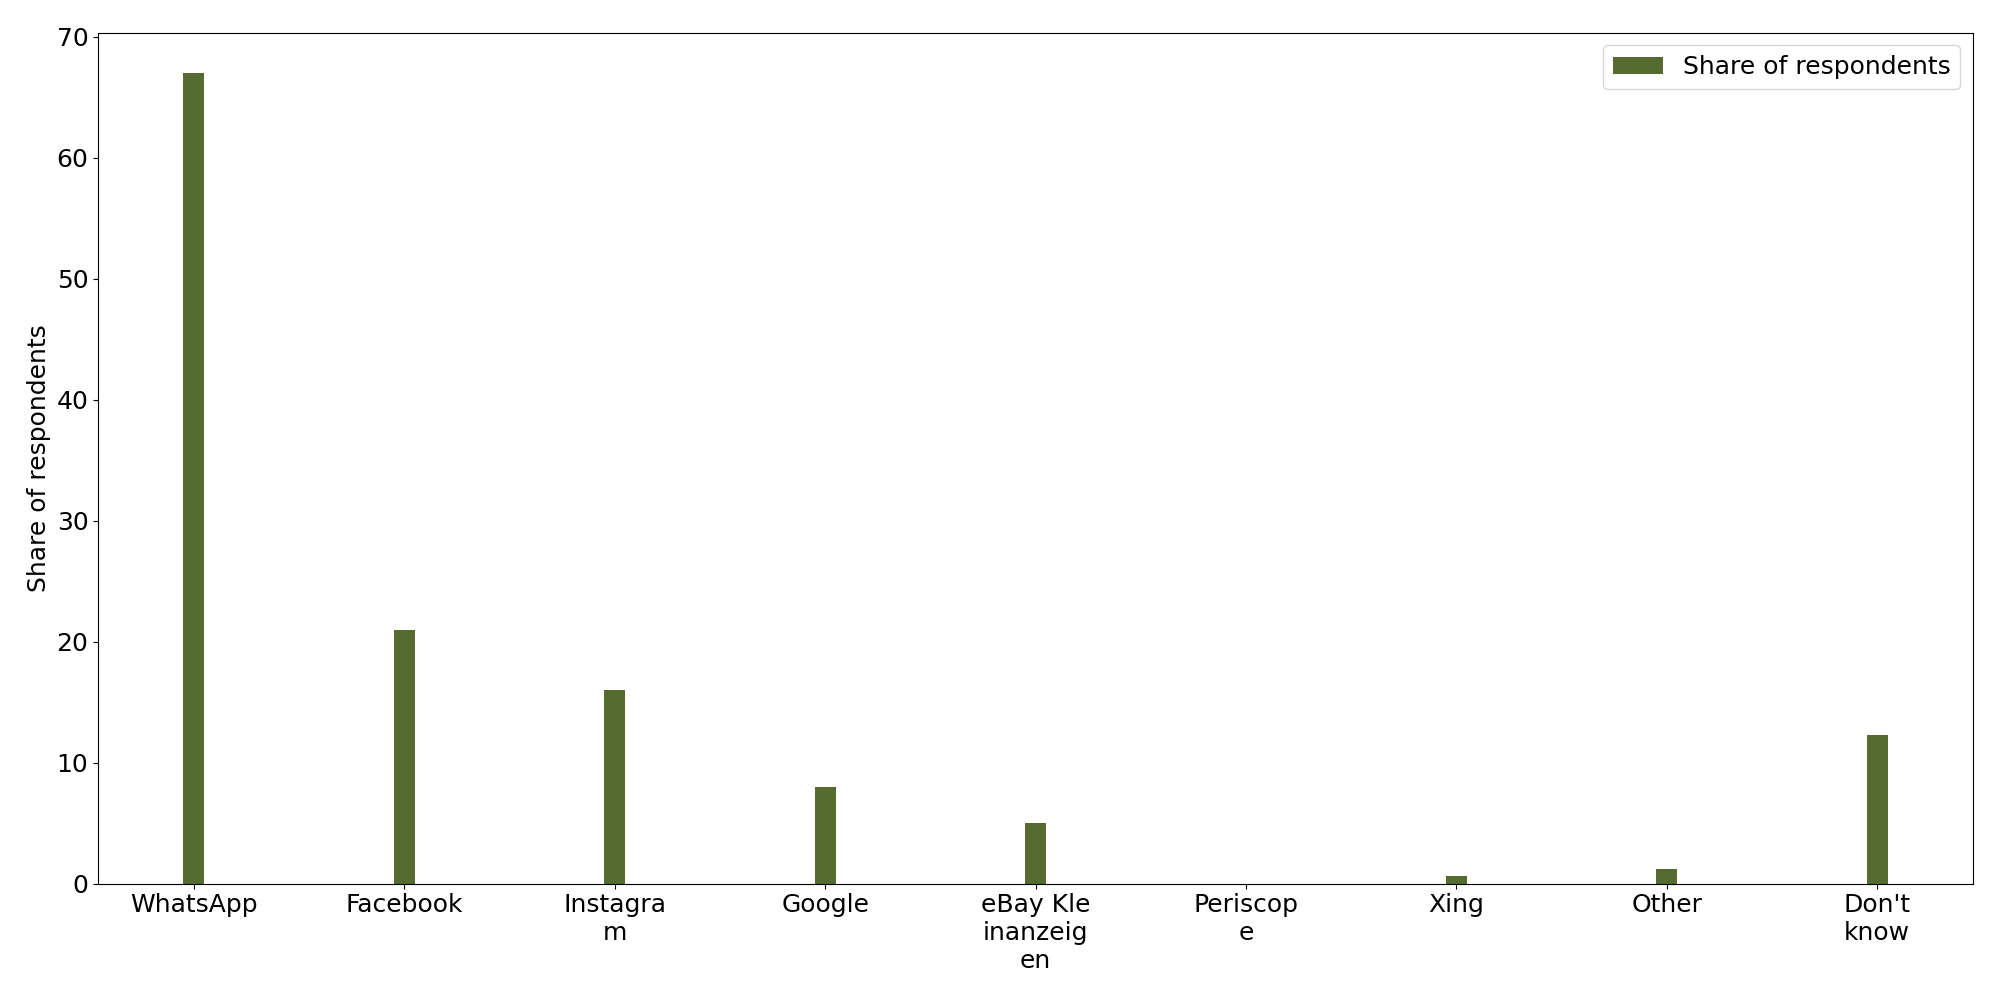 70
60
50
40
30
20
10
0
Share of respondents
Share of respondents
WhatsApp
Facebook
Instagra
m
Google
eBay Kle
inanzeig
en
Periscop
e
Xing
Other
Don't
know